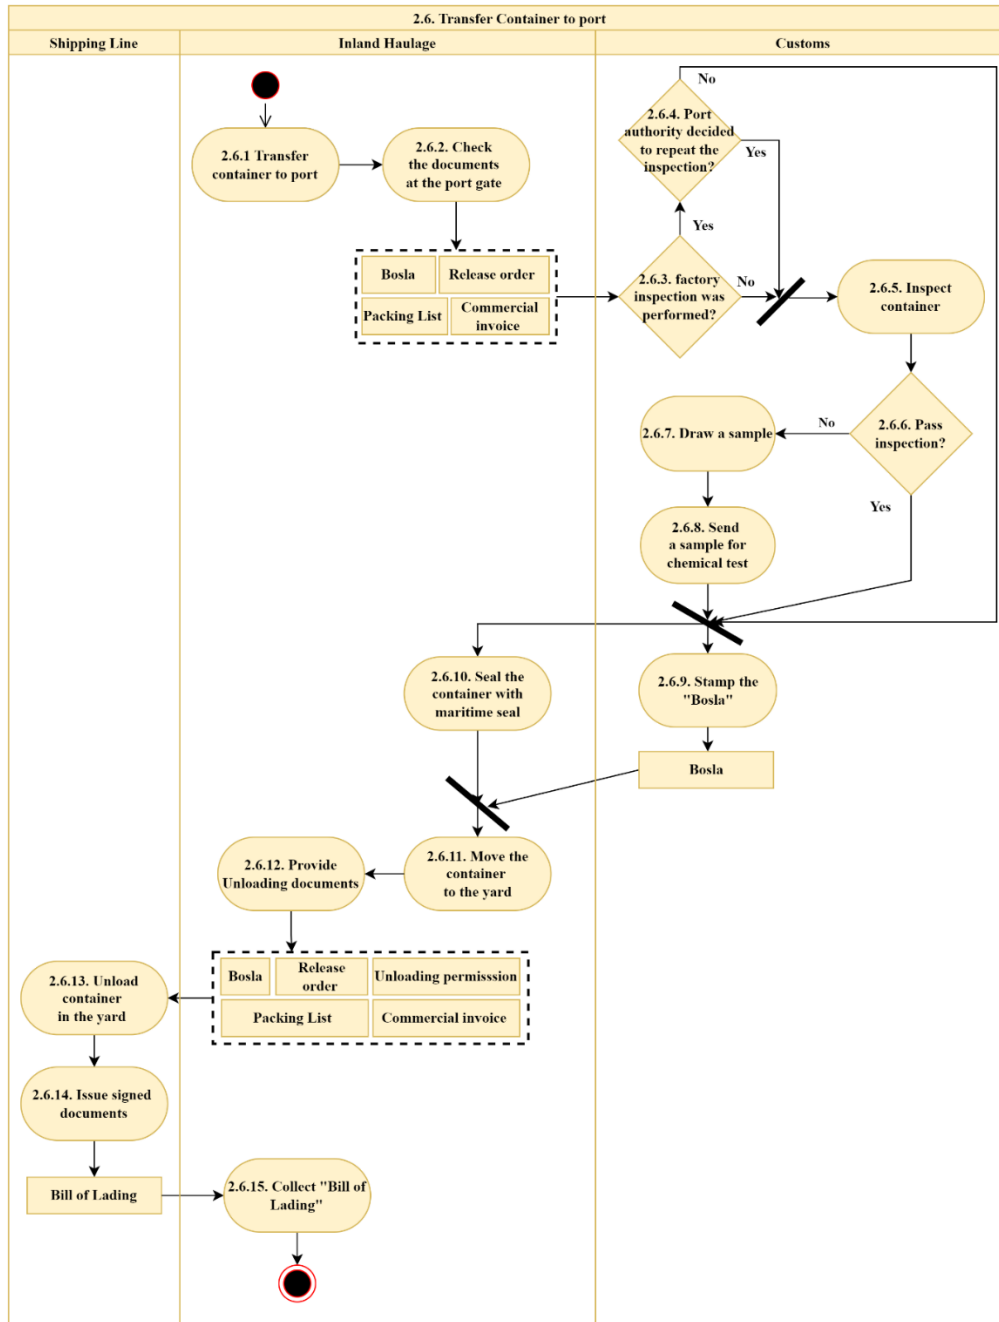 2.6. Transfer Container to port
Shipping Line
Inland Haulage
Customs
No
2.6.4. Port
authority decided
to repeat the
inspection?
Yes
2.6.1 Transfer
container to port
2.6.2. Check
the documents
at the port gate
Yes
Bosla
Release order
Packing List
Commercial
invoice
2.6.3. factory
inspection was
performed?
No
2.6.5. Inspect
container
2.6.6. Pass
inspection?
No
Yes
2.6.7. Draw a sample
2.6.8. Send
a sample for
chemical test
2.6.10. Seal the
container with
maritime seal
2.6.9. Stamp the
"Bosla"
Bosla
2.6.11. Move the
container
to the yard
2.6.12. Provide
Unloading documents
Bosla
Release
order
Unloading permisssion
Packing List
Commercial invoice
2.6.13. Unload
container
in the yard
2.6.14. Issue signed
documents
Bill of Lading
2.6.15. Collect "Bill of
Lading"